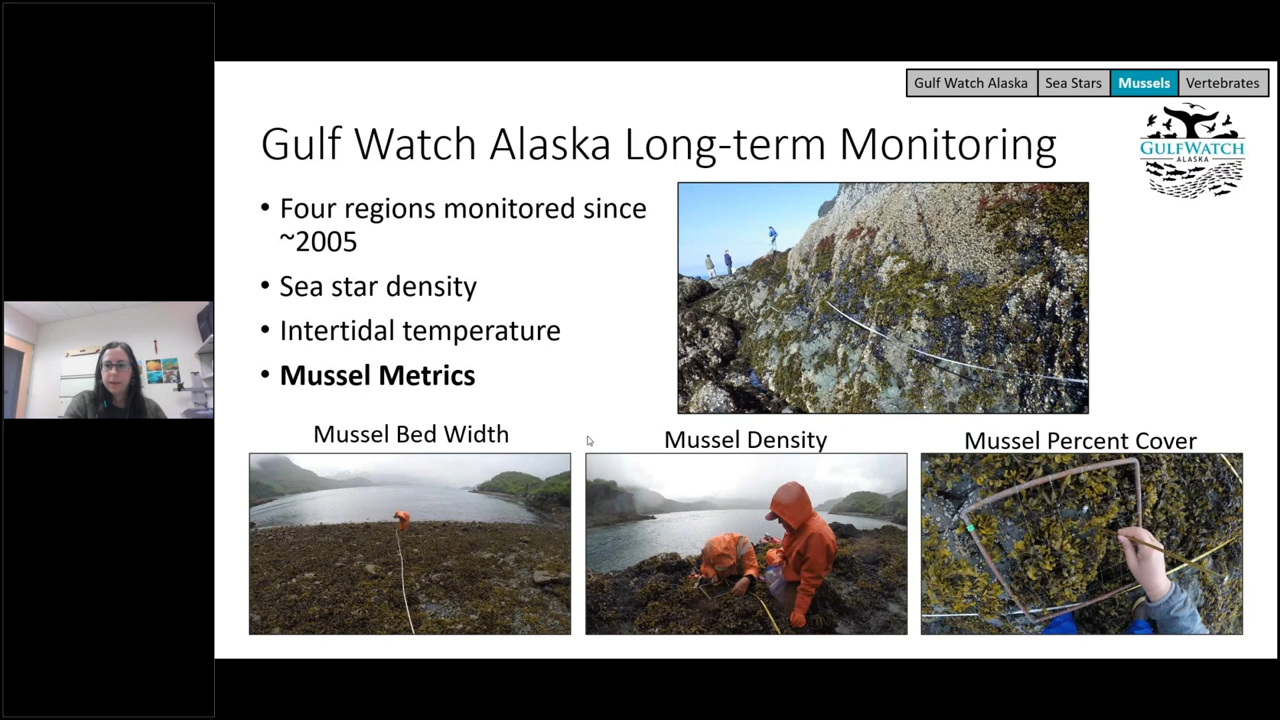 Gulf Watch Alaska Sea Stars Mussels Vertebrates
Gulf Watch Alaska Long-term Monitoring
GULFWATCH
ALASKA
• Four regions monitored since
~2005
• Sea star density
• Intertidal temperature
• Mussel Metrics
Mussel Bed Width
Mussel Density
Mussel Percent Cover